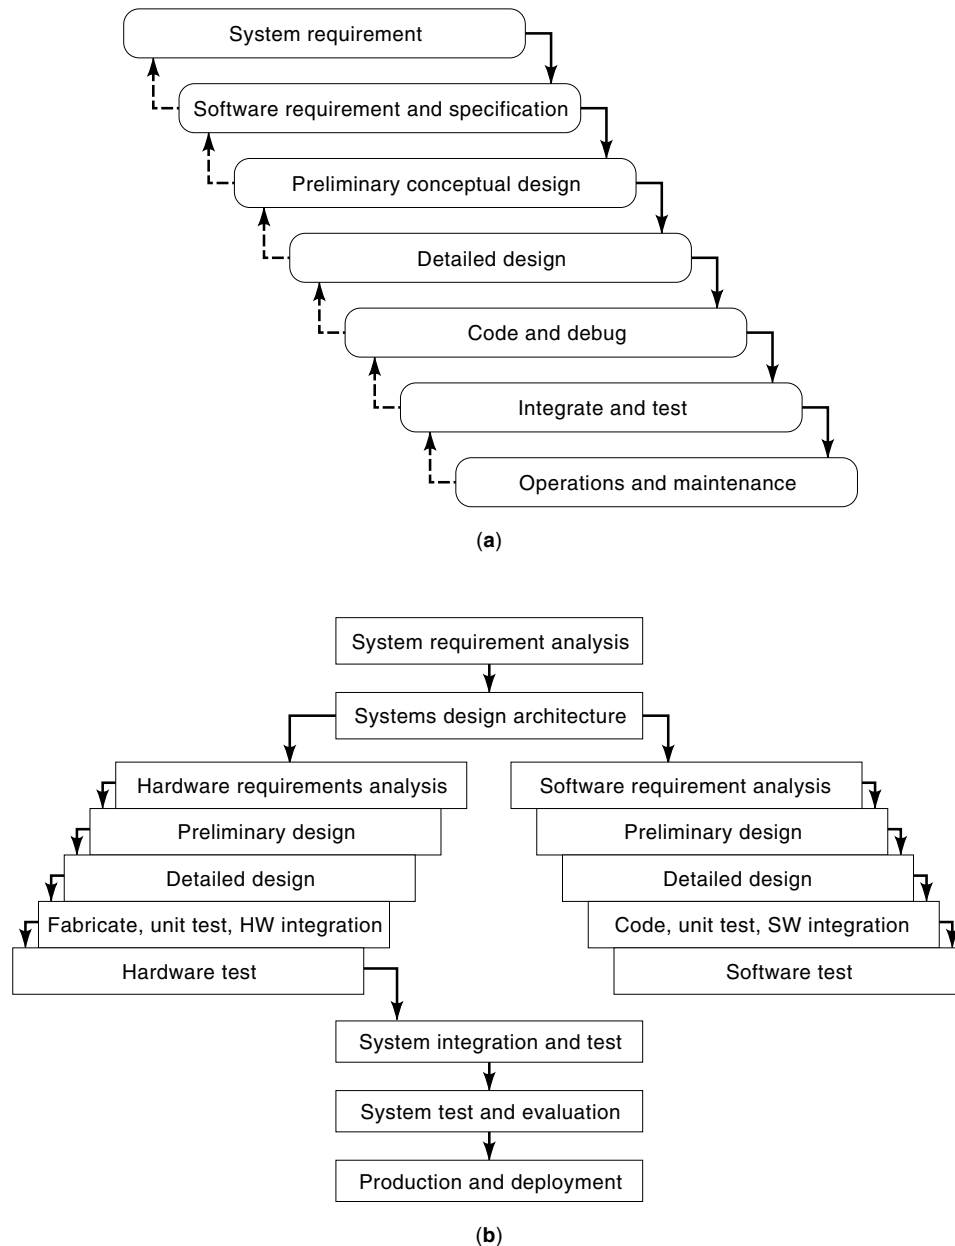 System requirement
Software requirement and specification
Preliminary conceptual design
Detailed design
Code and debug
Integrate and test
Operations and maintenance
(a)
System requirement analysis
Systems design architecture
Hardware requirements analysis
Software requirement analysis
Preliminary design
Preliminary design
Detailed design
Detailed design
Fabricate, unit test, HW integration
Code, unit test, SW integration
Hardware test
Software test
System integration and test
System test and evaluation
Production and deployment
(b)